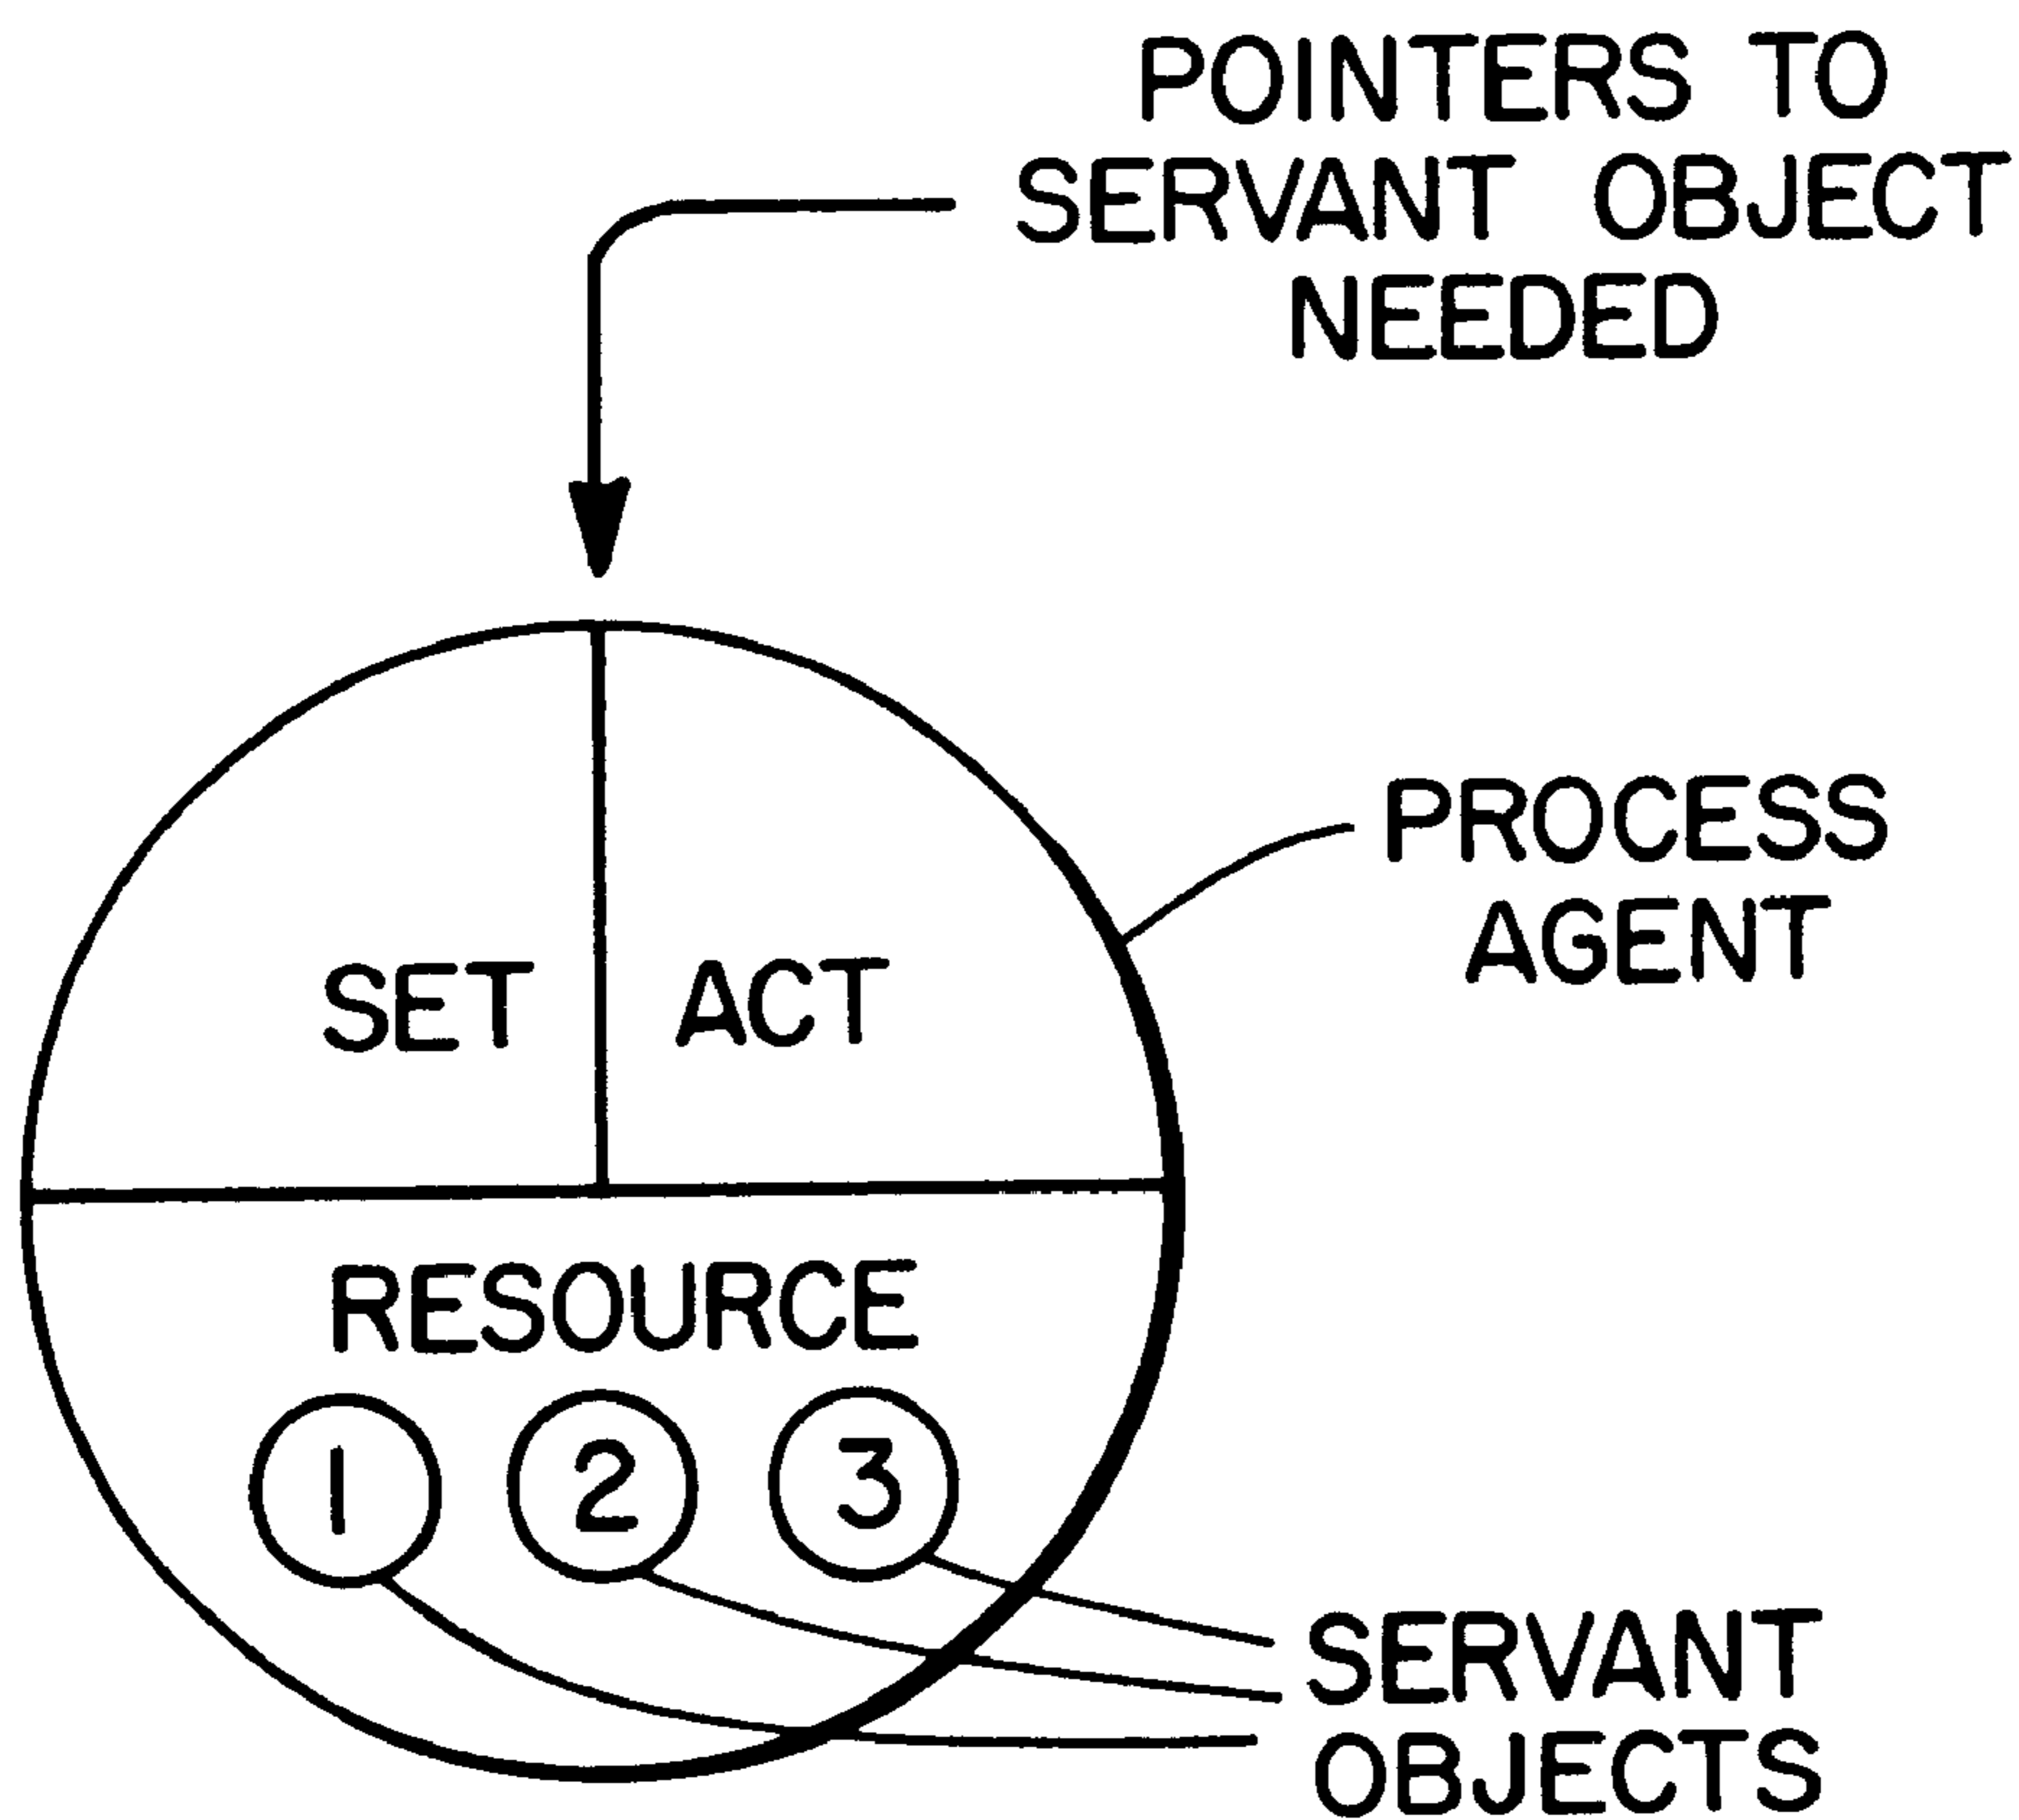 POINTERS TO
SERVANT OBJECT
NEEDED
PROCESS
AGENT
SET ACT
RESOURCE
1 2 3
SERVANT
OBJECTS